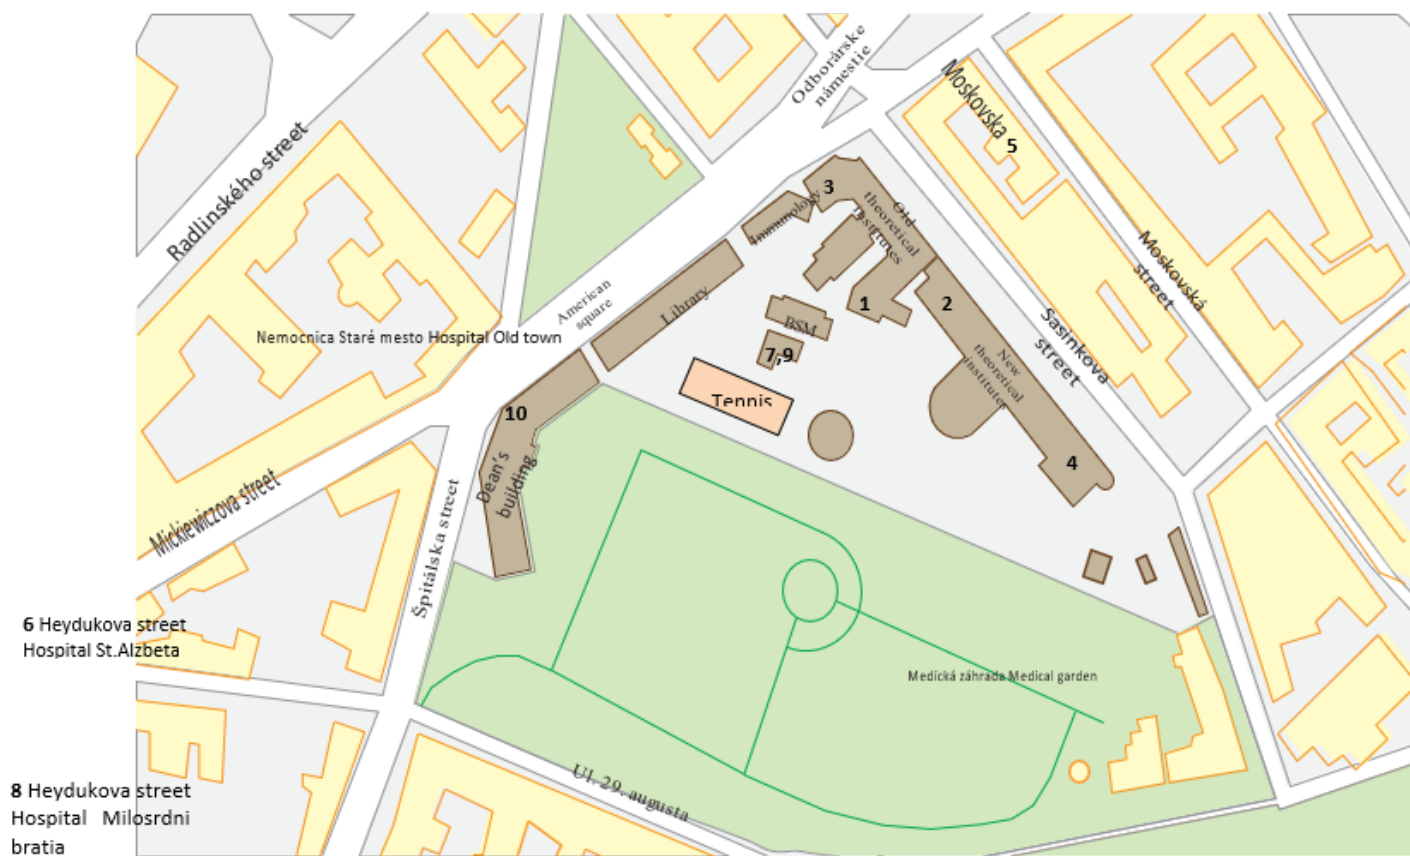 Odborárske
námestie
Moskovska 5
Radlinského street
3
Immunology
Old
theoretical
institutes
Moskovská
street
American
square
Library
1
2
Sasinkova
street
BSM
7,9
New
theoretical
institutes
Nemocnica Staré mesto Hospital Old town
Tennis
10
4
Dean's
building
Mickiewiczova street
Špitálska street
6 Heydukova street
Hospital St.Alzbeta
Medická záhrada Medical garden
Ul. 29. augusta
8 Heydukova street
Hospital Milosrdni
bratia